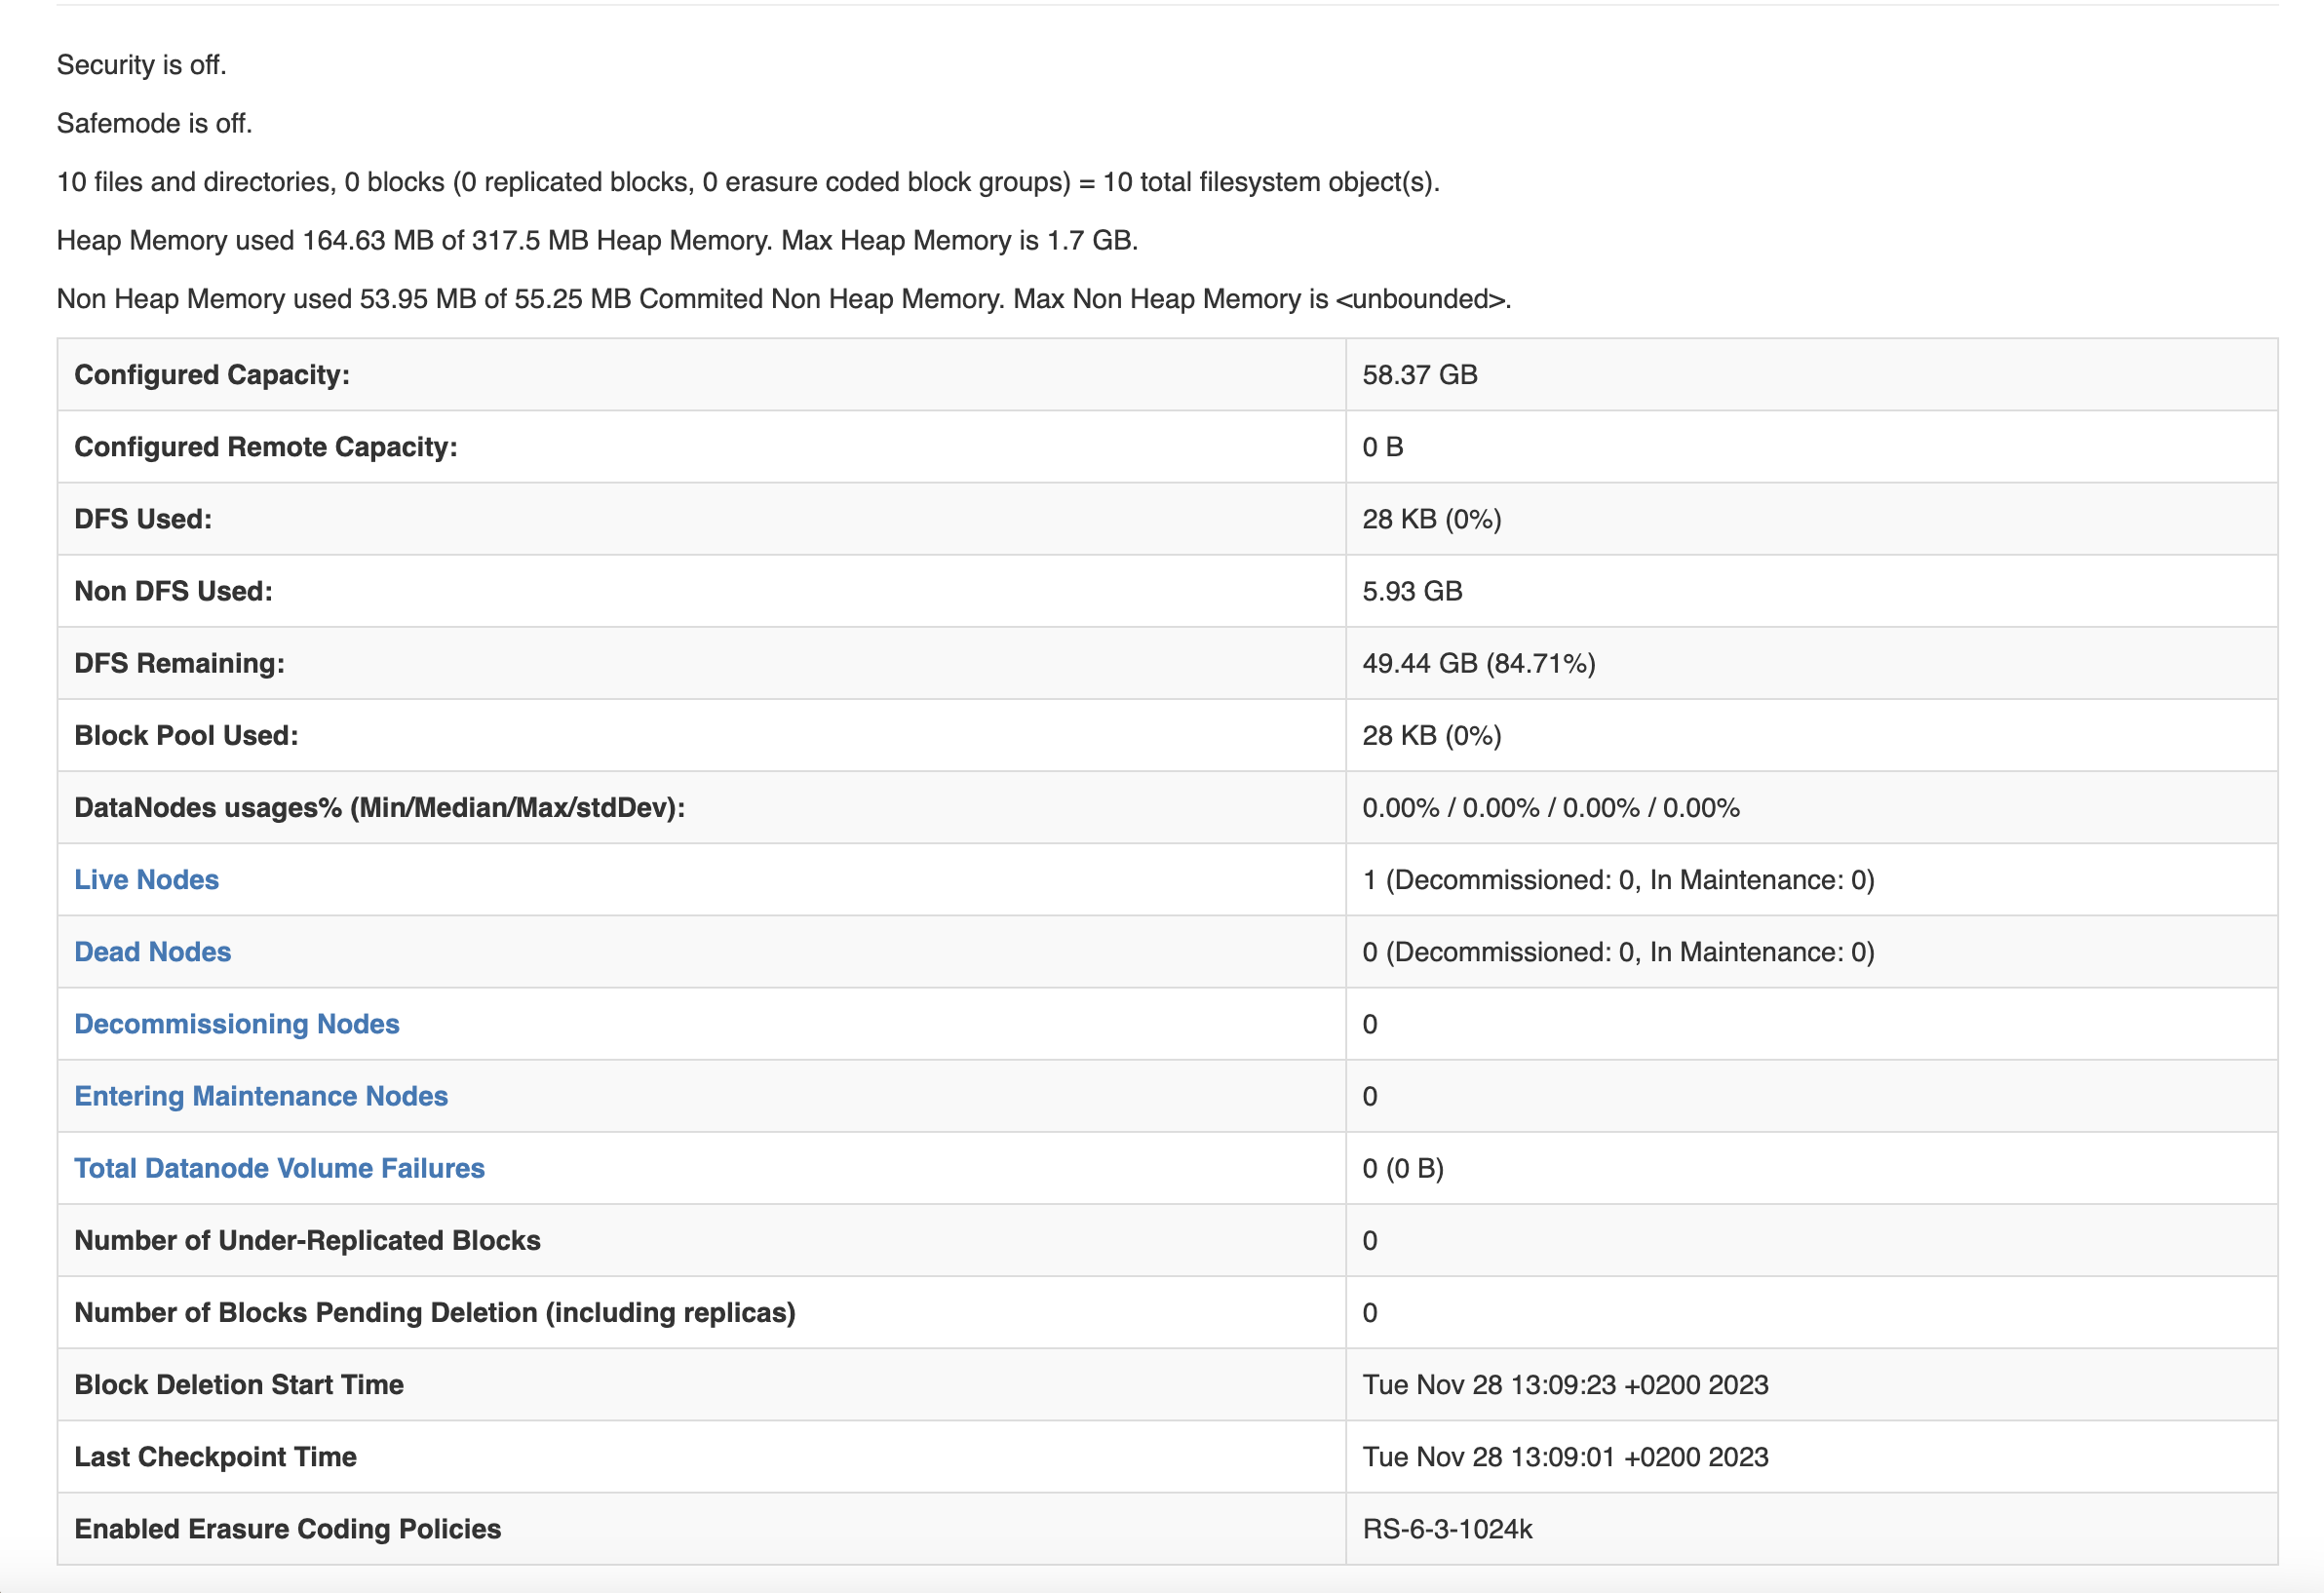 Security is off.
Safemode is off.
10 files and directories, 0 blocks (0 replicated blocks, 0 erasure coded block groups) = 10 total filesystem object(s).
Heap Memory used 164.63 MB of 317.5 MB Heap Memory. Max Heap Memory is 1.7 GB.
Non Heap Memory used 53.95 MB of 55.25 MB Commited Non Heap Memory. Max Non Heap Memory is <unbounded>.
Configured Capacity: 58.37 GB
Configured Remote Capacity: 0 B
DFS Used: 28 KB (0%)
Non DFS Used: 5.93 GB
DFS Remaining: 49.44 GB (84.71%)
Block Pool Used: 28 KB (0%)
DataNodes usages% (Min/Median/Max/stdDev): 0.00% / 0.00% / 0.00% / 0.00%
Live Nodes 1 (Decommissioned: 0, In Maintenance: 0)
Dead Nodes 0 (Decommissioned: 0, In Maintenance: 0)
Decommissioning Nodes 0
Entering Maintenance Nodes 0
Total Datanode Volume Failures 0 (0 B)
Number of Under-Replicated Blocks 0
Number of Blocks Pending Deletion (including replicas) 0
Block Deletion Start Time Tue Nov 28 13:09:23 +0200 2023
Last Checkpoint Time Tue Nov 28 13:09:01 +0200 2023
Enabled Erasure Coding Policies RS-6-3-1024k